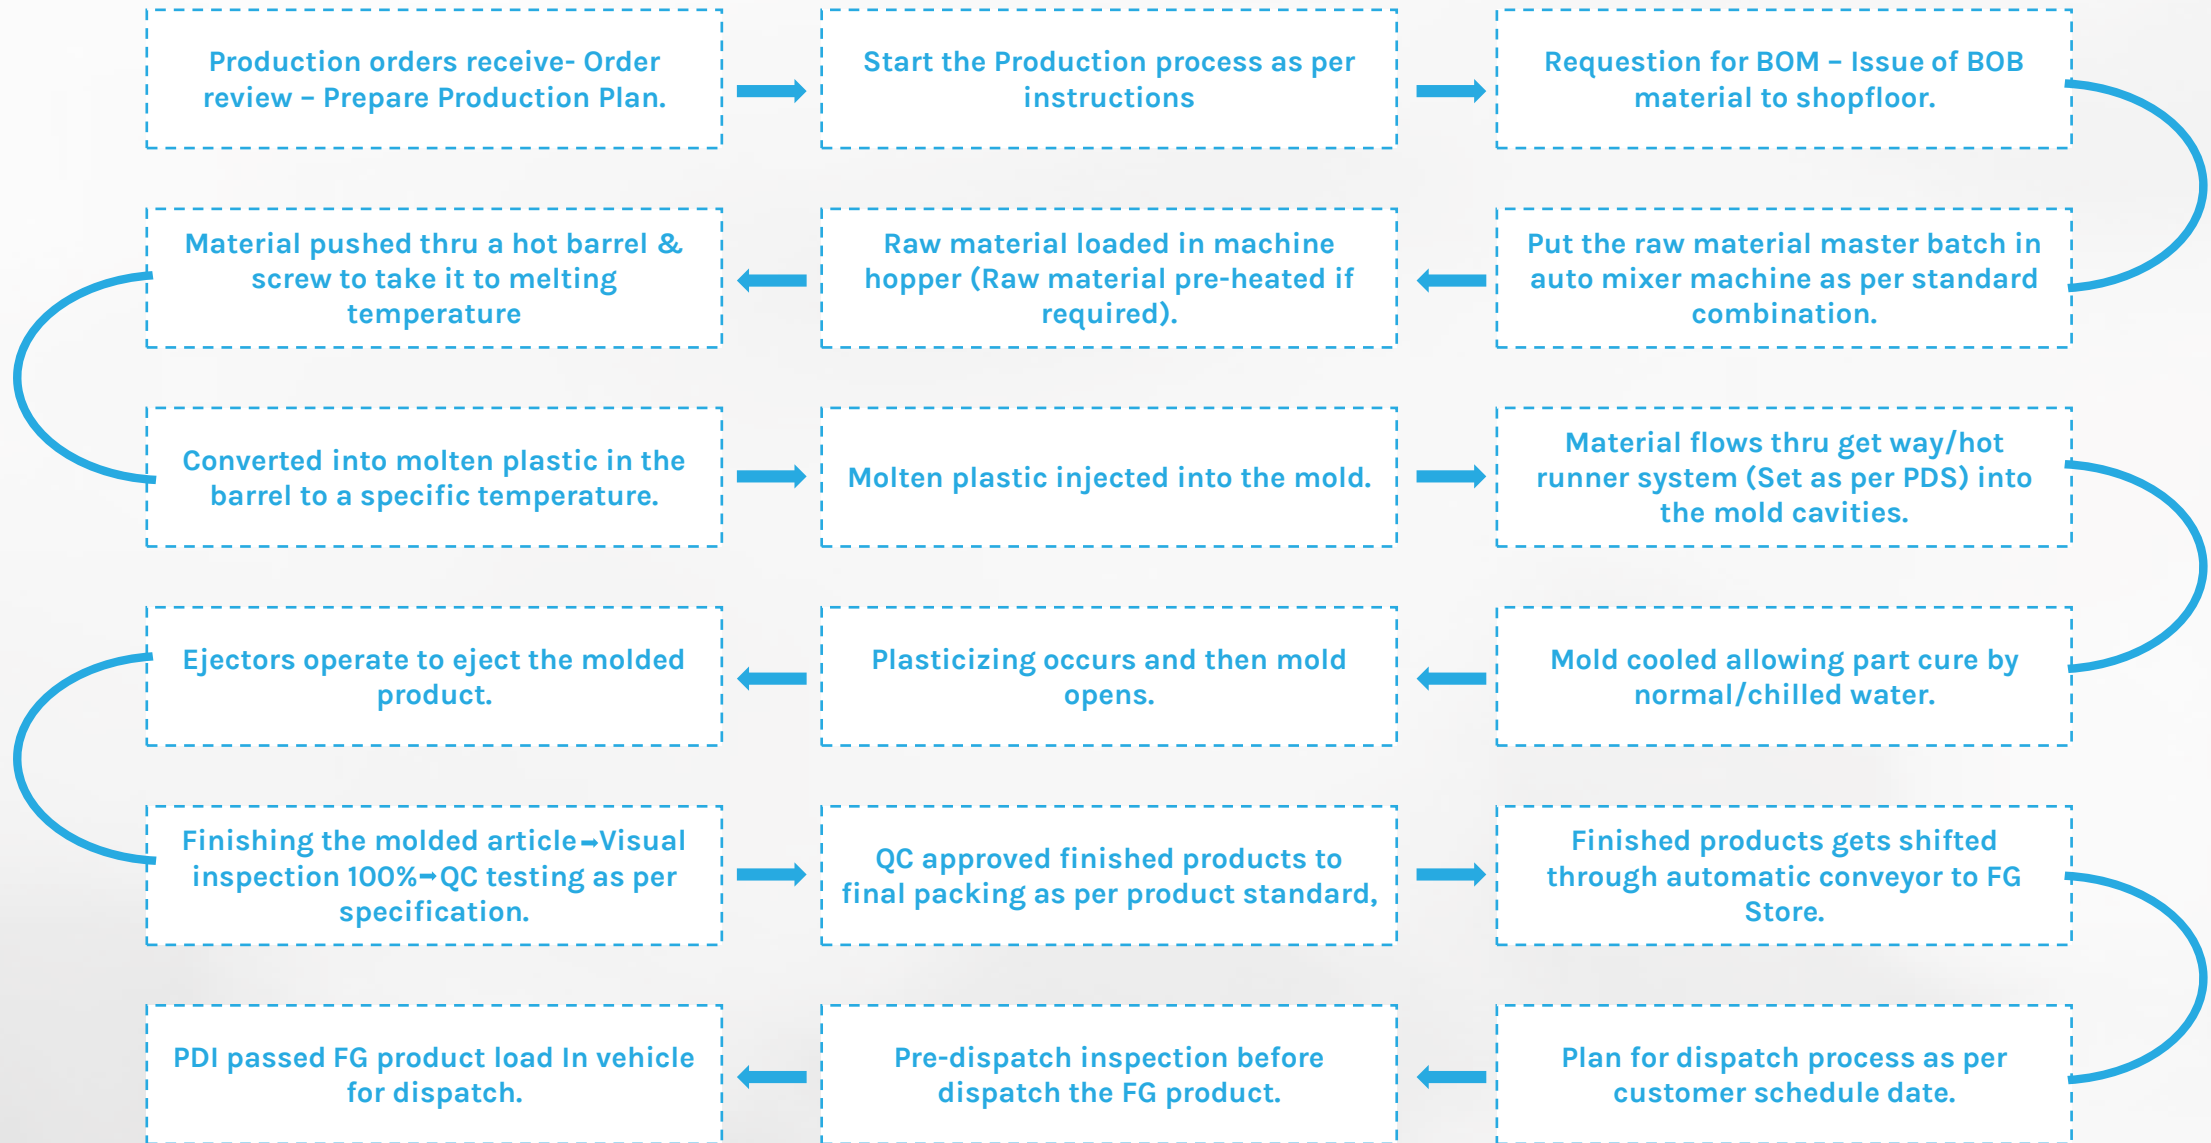 Production orders receive- Order
review – Prepare Production Plan.
Start the Production process as per
instructions
Requestion for BOM – Issue of BOB
material to shopfloor.
Put the raw material master batch in
auto mixer machine as per standard
combination.
Raw material loaded in machine
hopper (Raw material pre-heated if
required).
Material pushed thru a hot barrel &
screw to take it to melting
temperature
Converted into molten plastic in the
barrel to a specific temperature.
Molten plastic injected into the mold.
Material flows thru get way/hot
runner system (Set as per PDS) into
the mold cavities.
Mold cooled allowing part cure by
normal/chilled water.
Plasticizing occurs and then mold
opens.
Ejectors operate to eject the molded
product.
Finishing the molded article➡Visual
inspection 100%➡QC testing as per
specification.
QC approved finished products to
final packing as per product standard,
Finished products gets shifted
through automatic conveyor to FG
Store.
Plan for dispatch process as per
customer schedule date.
Pre-dispatch inspection before
dispatch the FG product.
PDI passed FG product load In vehicle
for dispatch.